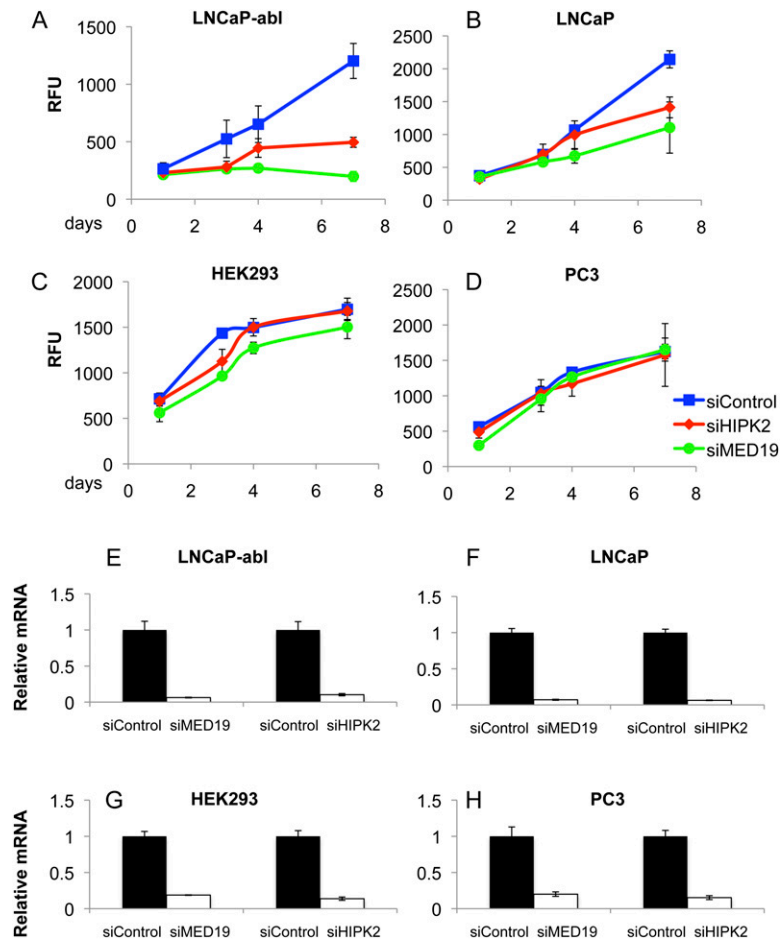 A
LNCaP-abl
B
LNCaP
1500
1000
500
0
RFU
days
0 2 4 6 8
2500
2000
1500
1000
500
0
0 2 4 6 8
C
HEK293
D
PC3
2000
1500
1000
500
0
RFU
days
0 2 4 6 8
2500
2000
1500
1000
500
0
0 2 4 6 8
siControl
siHIPK2
siMED19
E
LNCaP-abl
F
LNCaP
Relative mRNA
1.5
1
0.5
0
siControl siMED19 siControl siHIPK2
1.5
1
0.5
0
siControl siMED19 siControl siHIPK2
G
HEK293
H
PC3
Relative mRNA
1.5
1
0.5
0
siControl siMED19 siControl siHIPK2
1.5
1
0.5
0
siControl siMED19 siControl siHIPK2